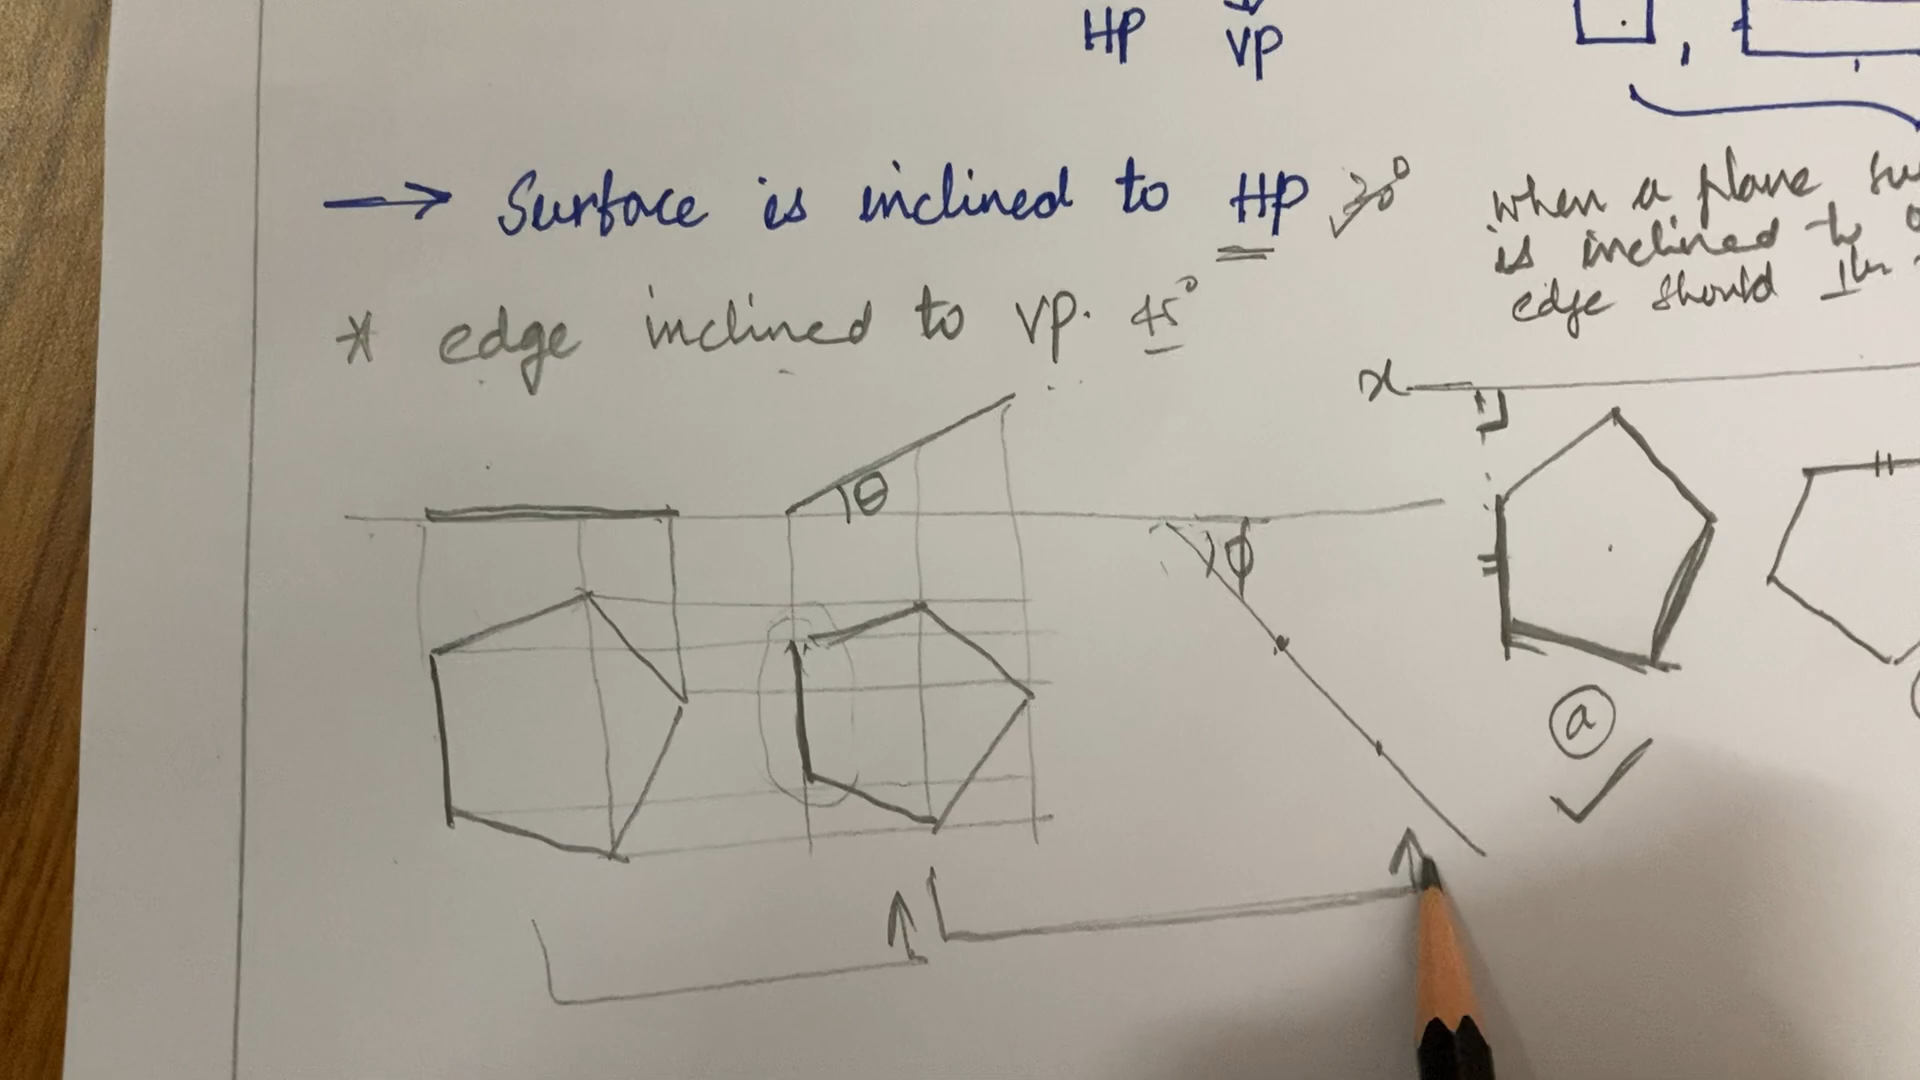 HP VP
→ Surface is inclined to HP 30°
* edge inclined to VP. 45°
when a plane su
is inclined to
edge should ⊥lar
x
θ
ϕ
a